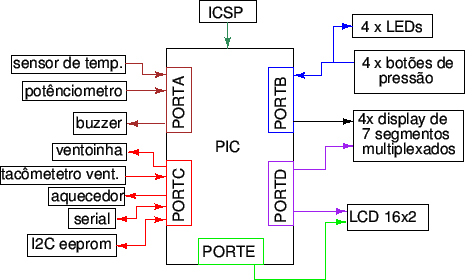 ICSP
sensor de temp.
potênciometro
buzzer
ventoinha
tacômetetro vent.
aquecedor
serial
I2C eeprom
PORTA
PORTC
PIC
PORTE
PORTB
PORTD
4 x LEDs
4 x botões de
pressão
4x display de
7 segmentos
multiplexados
LCD 16x2